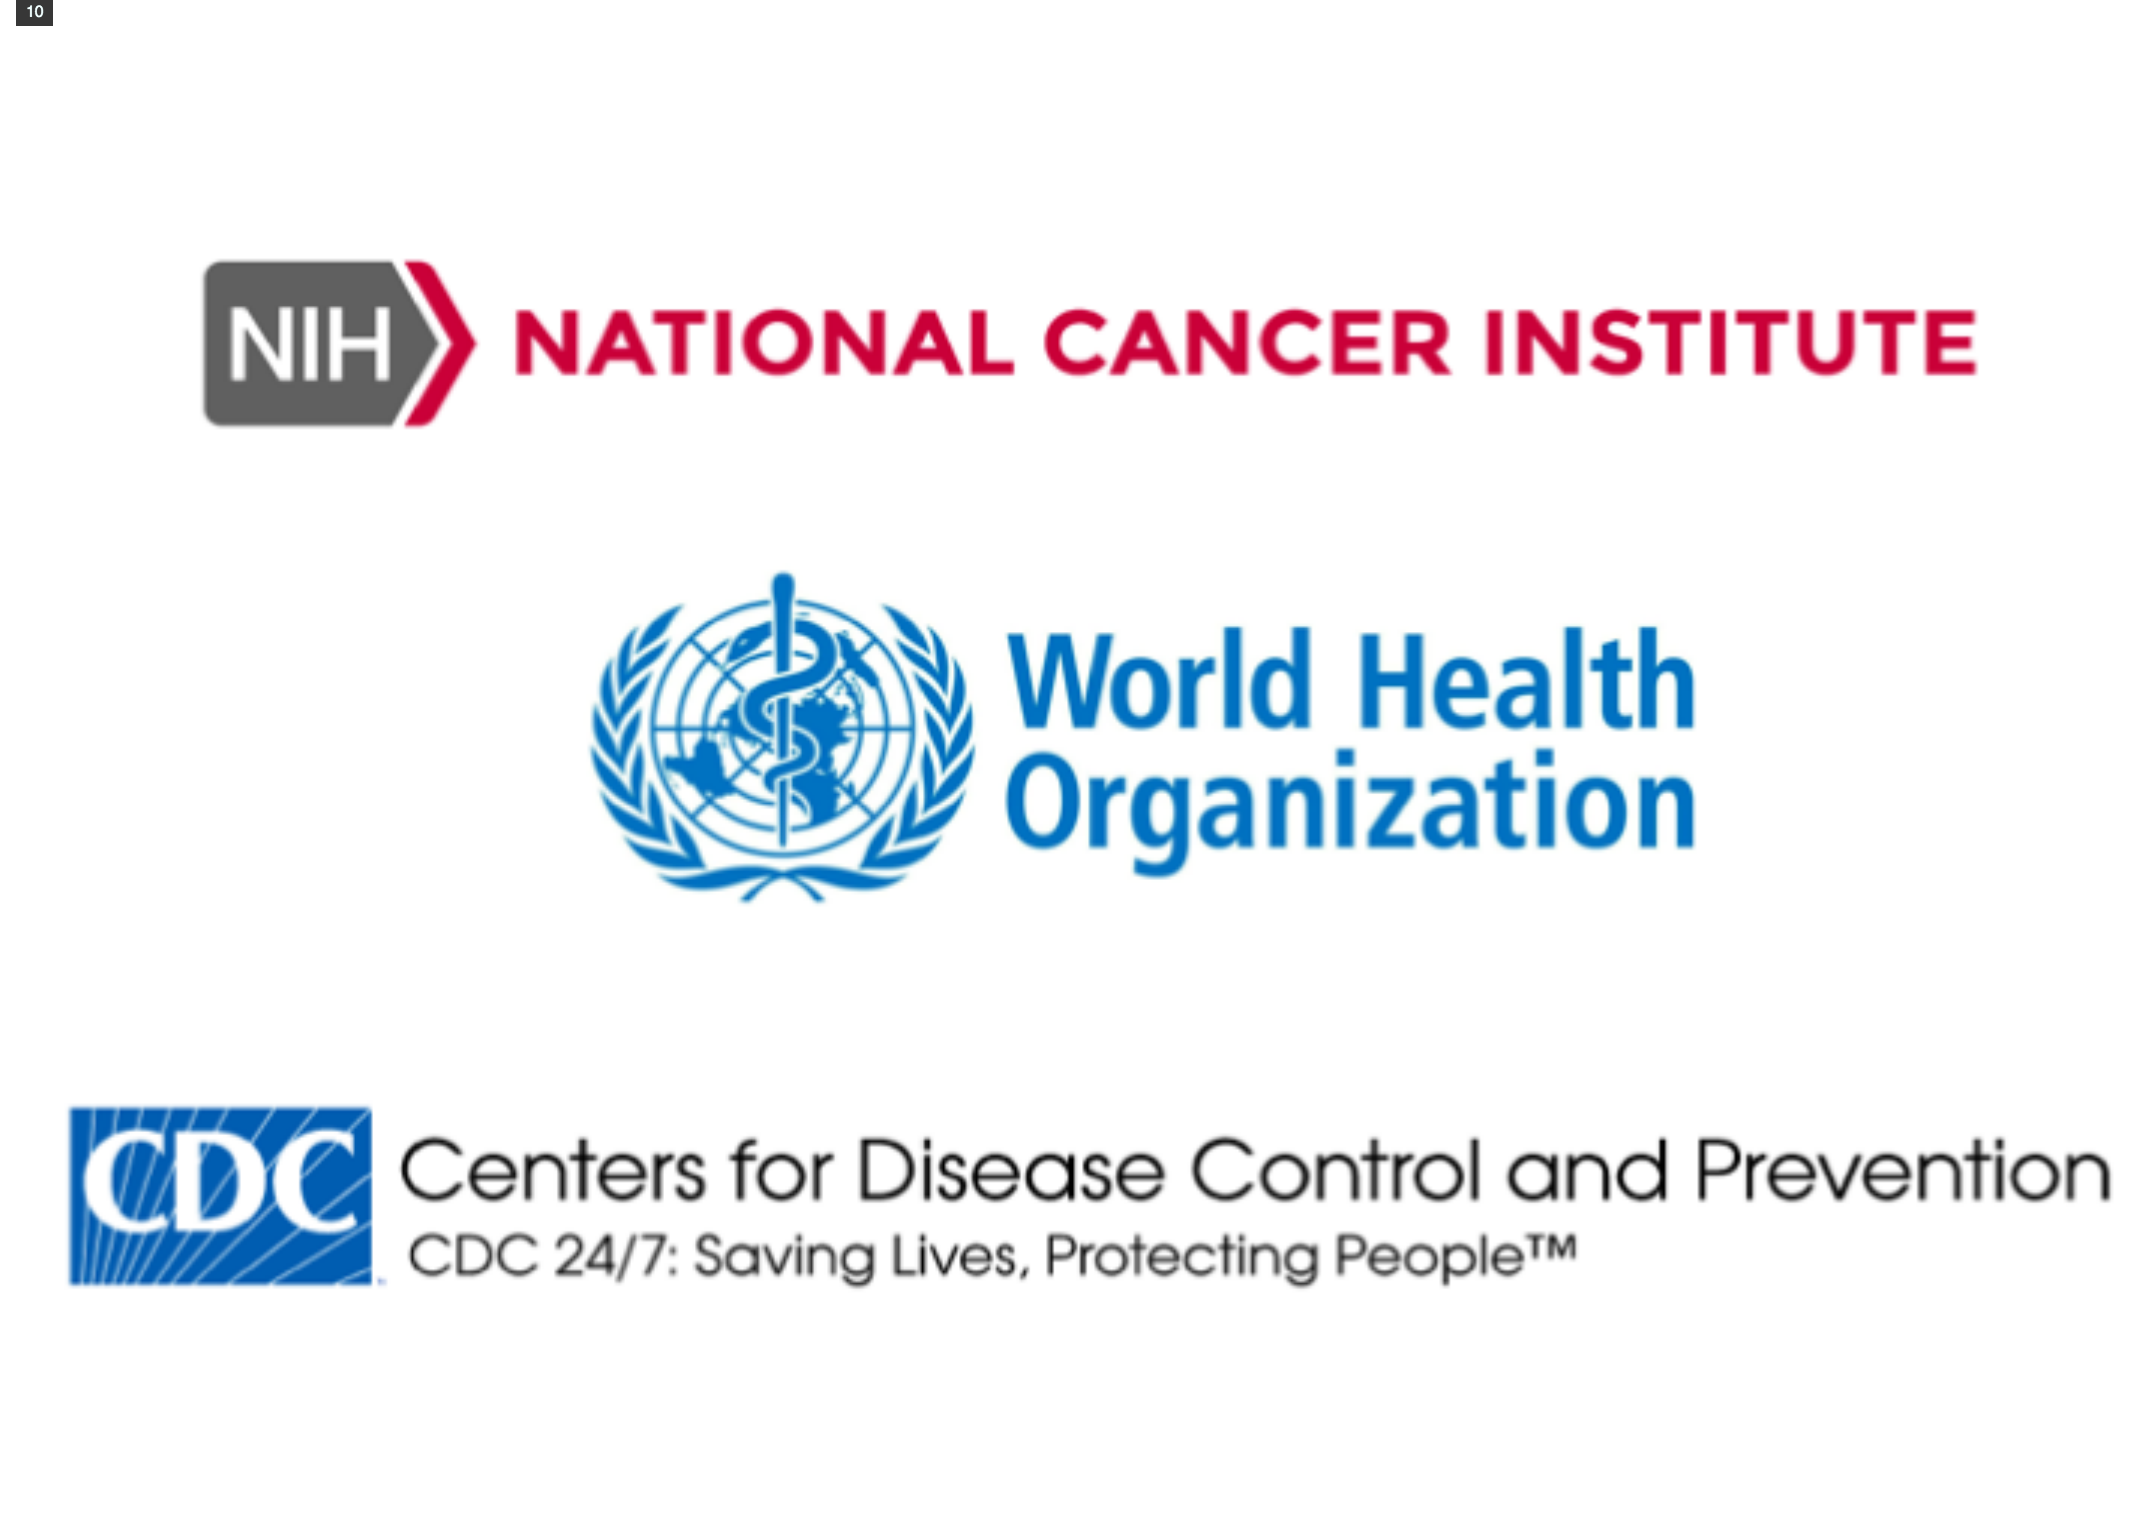 10
NIH NATIONAL CANCER INSTITUTE
World Health
Organization
CDC Centers for Disease Control and Prevention
CDC 24/7: Saving Lives, Protecting People™